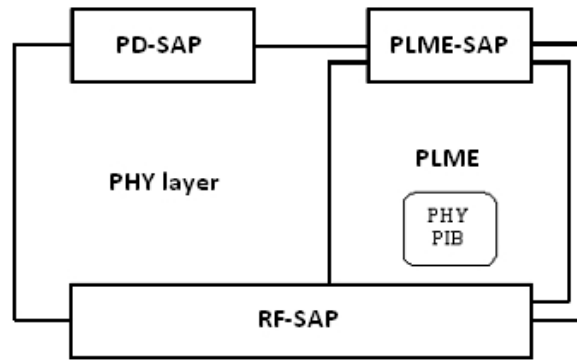 PD-SAP
PLME-SAP
PHY layer
PLME
PHY
PIB
RF-SAP